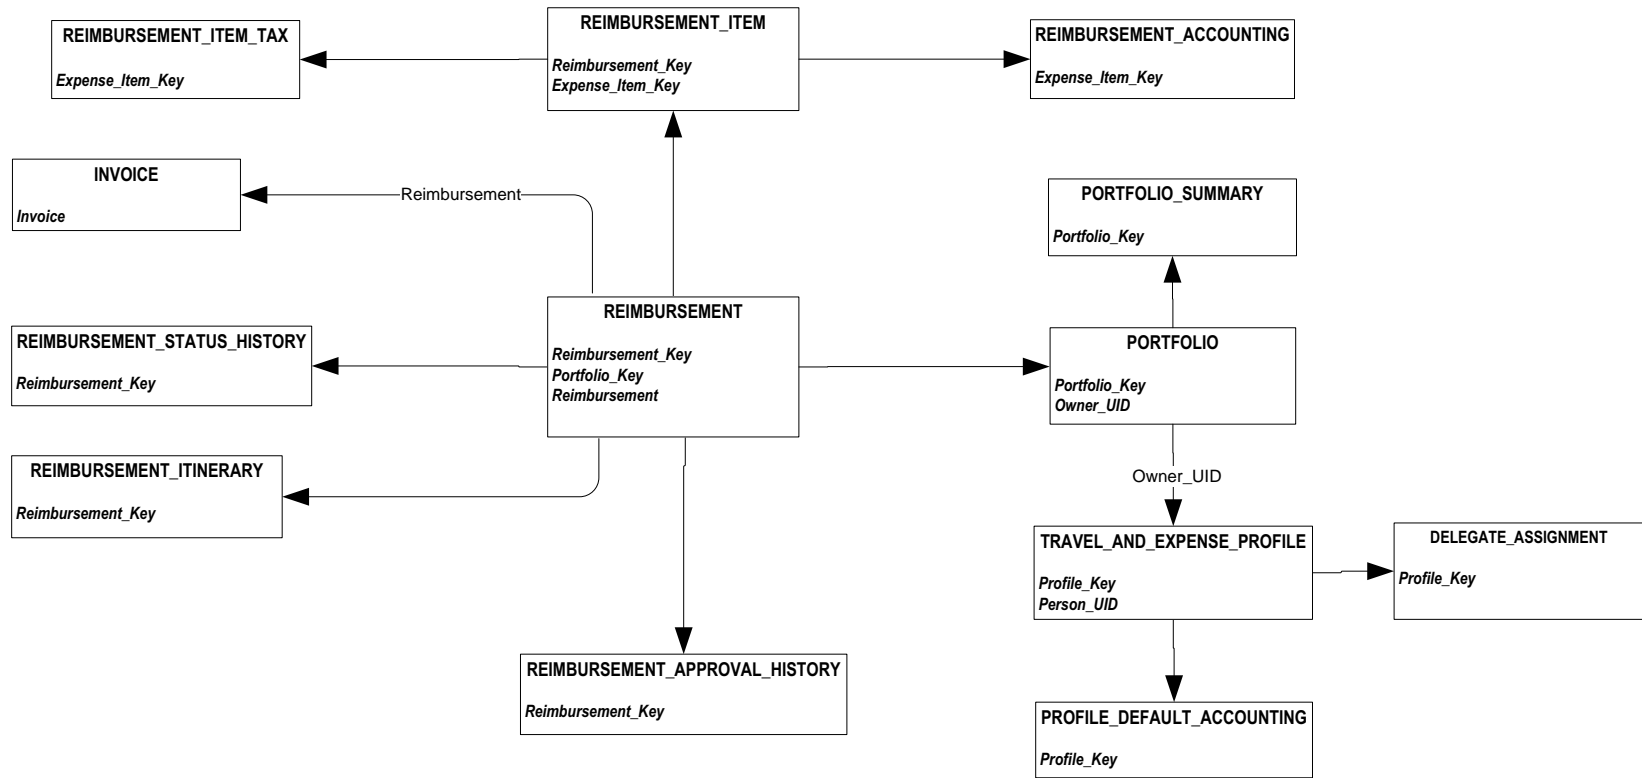 REIMBURSEMENT_ITEM_TAX
Expense_Item_Key
REIMBURSEMENT_ITEM
Reimbursement_Key
Expense_Item_Key
REIMBURSEMENT_ACCOUNTING
Expense_Item_Key
INVOICE
Invoice
Reimbursement
PORTFOLIO_SUMMARY
Portfolio_Key
REIMBURSEMENT_STATUS_HISTORY
Reimbursement_Key
REIMBURSEMENT
Reimbursement_Key
Portfolio_Key
Reimbursement
PORTFOLIO
Portfolio_Key
Owner_UID
REIMBURSEMENT_ITINERARY
Reimbursement_Key
Owner_UID
TRAVEL_AND_EXPENSE_PROFILE
Profile_Key
Person_UID
DELEGATE_ASSIGNMENT
Profile_Key
REIMBURSEMENT_APPROVAL_HISTORY
Reimbursement_Key
PROFILE_DEFAULT_ACCOUNTING
Profile_Key